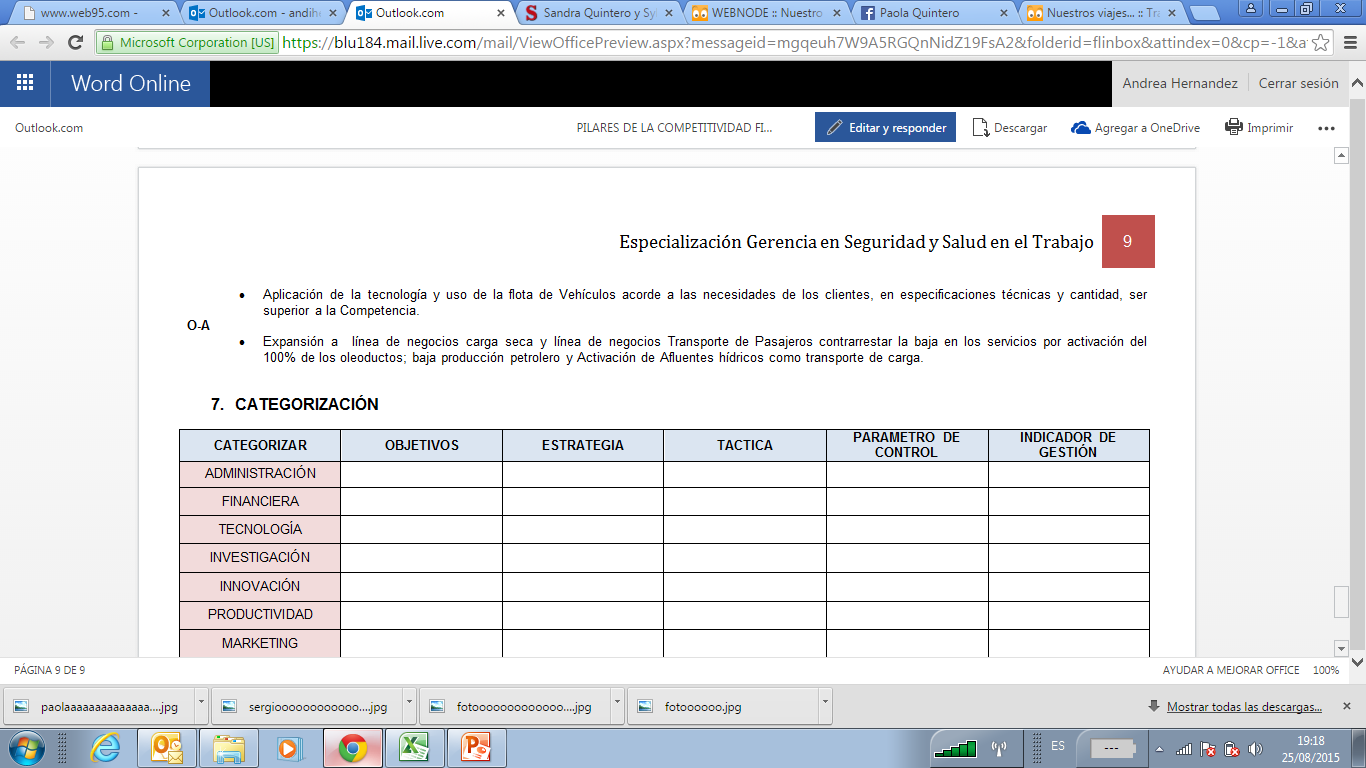 www.web95.com -
Outlook.com - andihe
Outlook.com
Sandra Quintero y Sy
WEBNODE :: Nuestro
Paola Quintero
Nuestros viajes... :: Tra
Microsoft Corporation [US]
https://blu184.mail.live.com/mail/ViewOfficePreview.aspx?messageid=mgqeuh7W9A5RGQnNidZ19FsA2&folderid=flinbox&attindex=0&cp=-1&a
Word Online
Andrea Hernandez
Cerrar sesión
Outlook.com
PILARES DE LA COMPETITIVIDAD FI...
Editar y responder
Descargar
Agregar a OneDrive
Imprimir
Especialización Gerencia en Seguridad y Salud en el Trabajo
9
O-A
• Aplicación de la tecnología y uso de la flota de Vehículos acorde a las necesidades de los clientes, en especificaciones técnicas y cantidad, ser
superior a la Competencia.
• Expansión a línea de negocios carga seca y línea de negocios Transporte de Pasajeros contrarrestar la baja en los servicios por activación del
100% de los oleoductos; baja producción petrolero y Activación de Afluentes hídricos como transporte de carga.
7. CATEGORIZACIÓN
CATEGORIZAR OBJETIVOS ESTRATEGIA TACTICA PARAMETRO DE CONTROL INDICADOR DE GESTIÓN
ADMINISTRACIÓN
FINANCIERA
TECNOLOGÍA
INVESTIGACIÓN
INNOVACIÓN
PRODUCTIVIDAD
MARKETING
PÁGINA 9 DE 9
AYUDAR A MEJORAR OFFICE
100%
paolaaaaaaaaaaaaaa....jpg
sergioooooooooooo....jpg
fotooooooooooooo....jpg
fotoooooo.jpg
Mostrar todas las descargas...
ES
19:18
25/08/2015